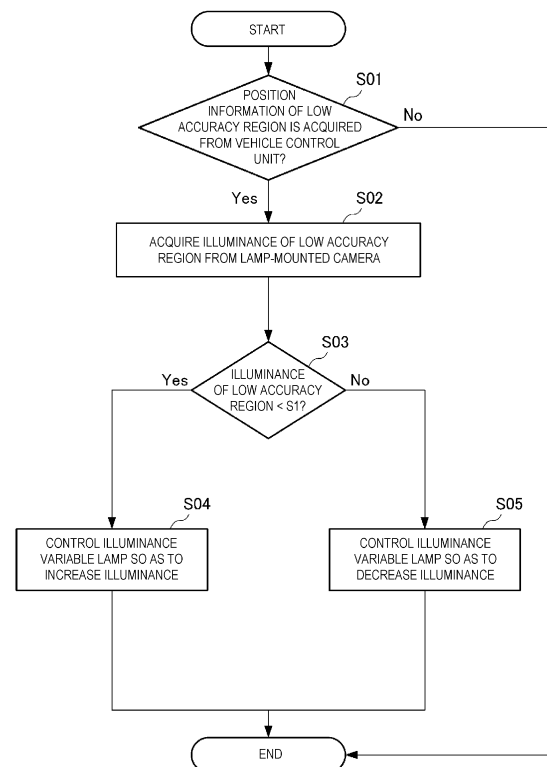 START
S01
POSITION
INFORMATION OF LOW
ACCURACY REGION IS ACQUIRED
FROM VEHICLE CONTROL
UNIT?
No
Yes
S02
ACQUIRE ILLUMINANCE OF LOW ACCURACY
REGION FROM LAMP-MOUNTED CAMERA
S03
ILLUMINANCE
OF LOW ACCURACY
REGION < S1?
Yes
No
S04
CONTROL ILLUMINANCE
VARIABLE LAMP SO AS TO
INCREASE ILLUMINANCE
S05
CONTROL ILLUMINANCE
VARIABLE LAMP SO AS TO
DECREASE ILLUMINANCE
END